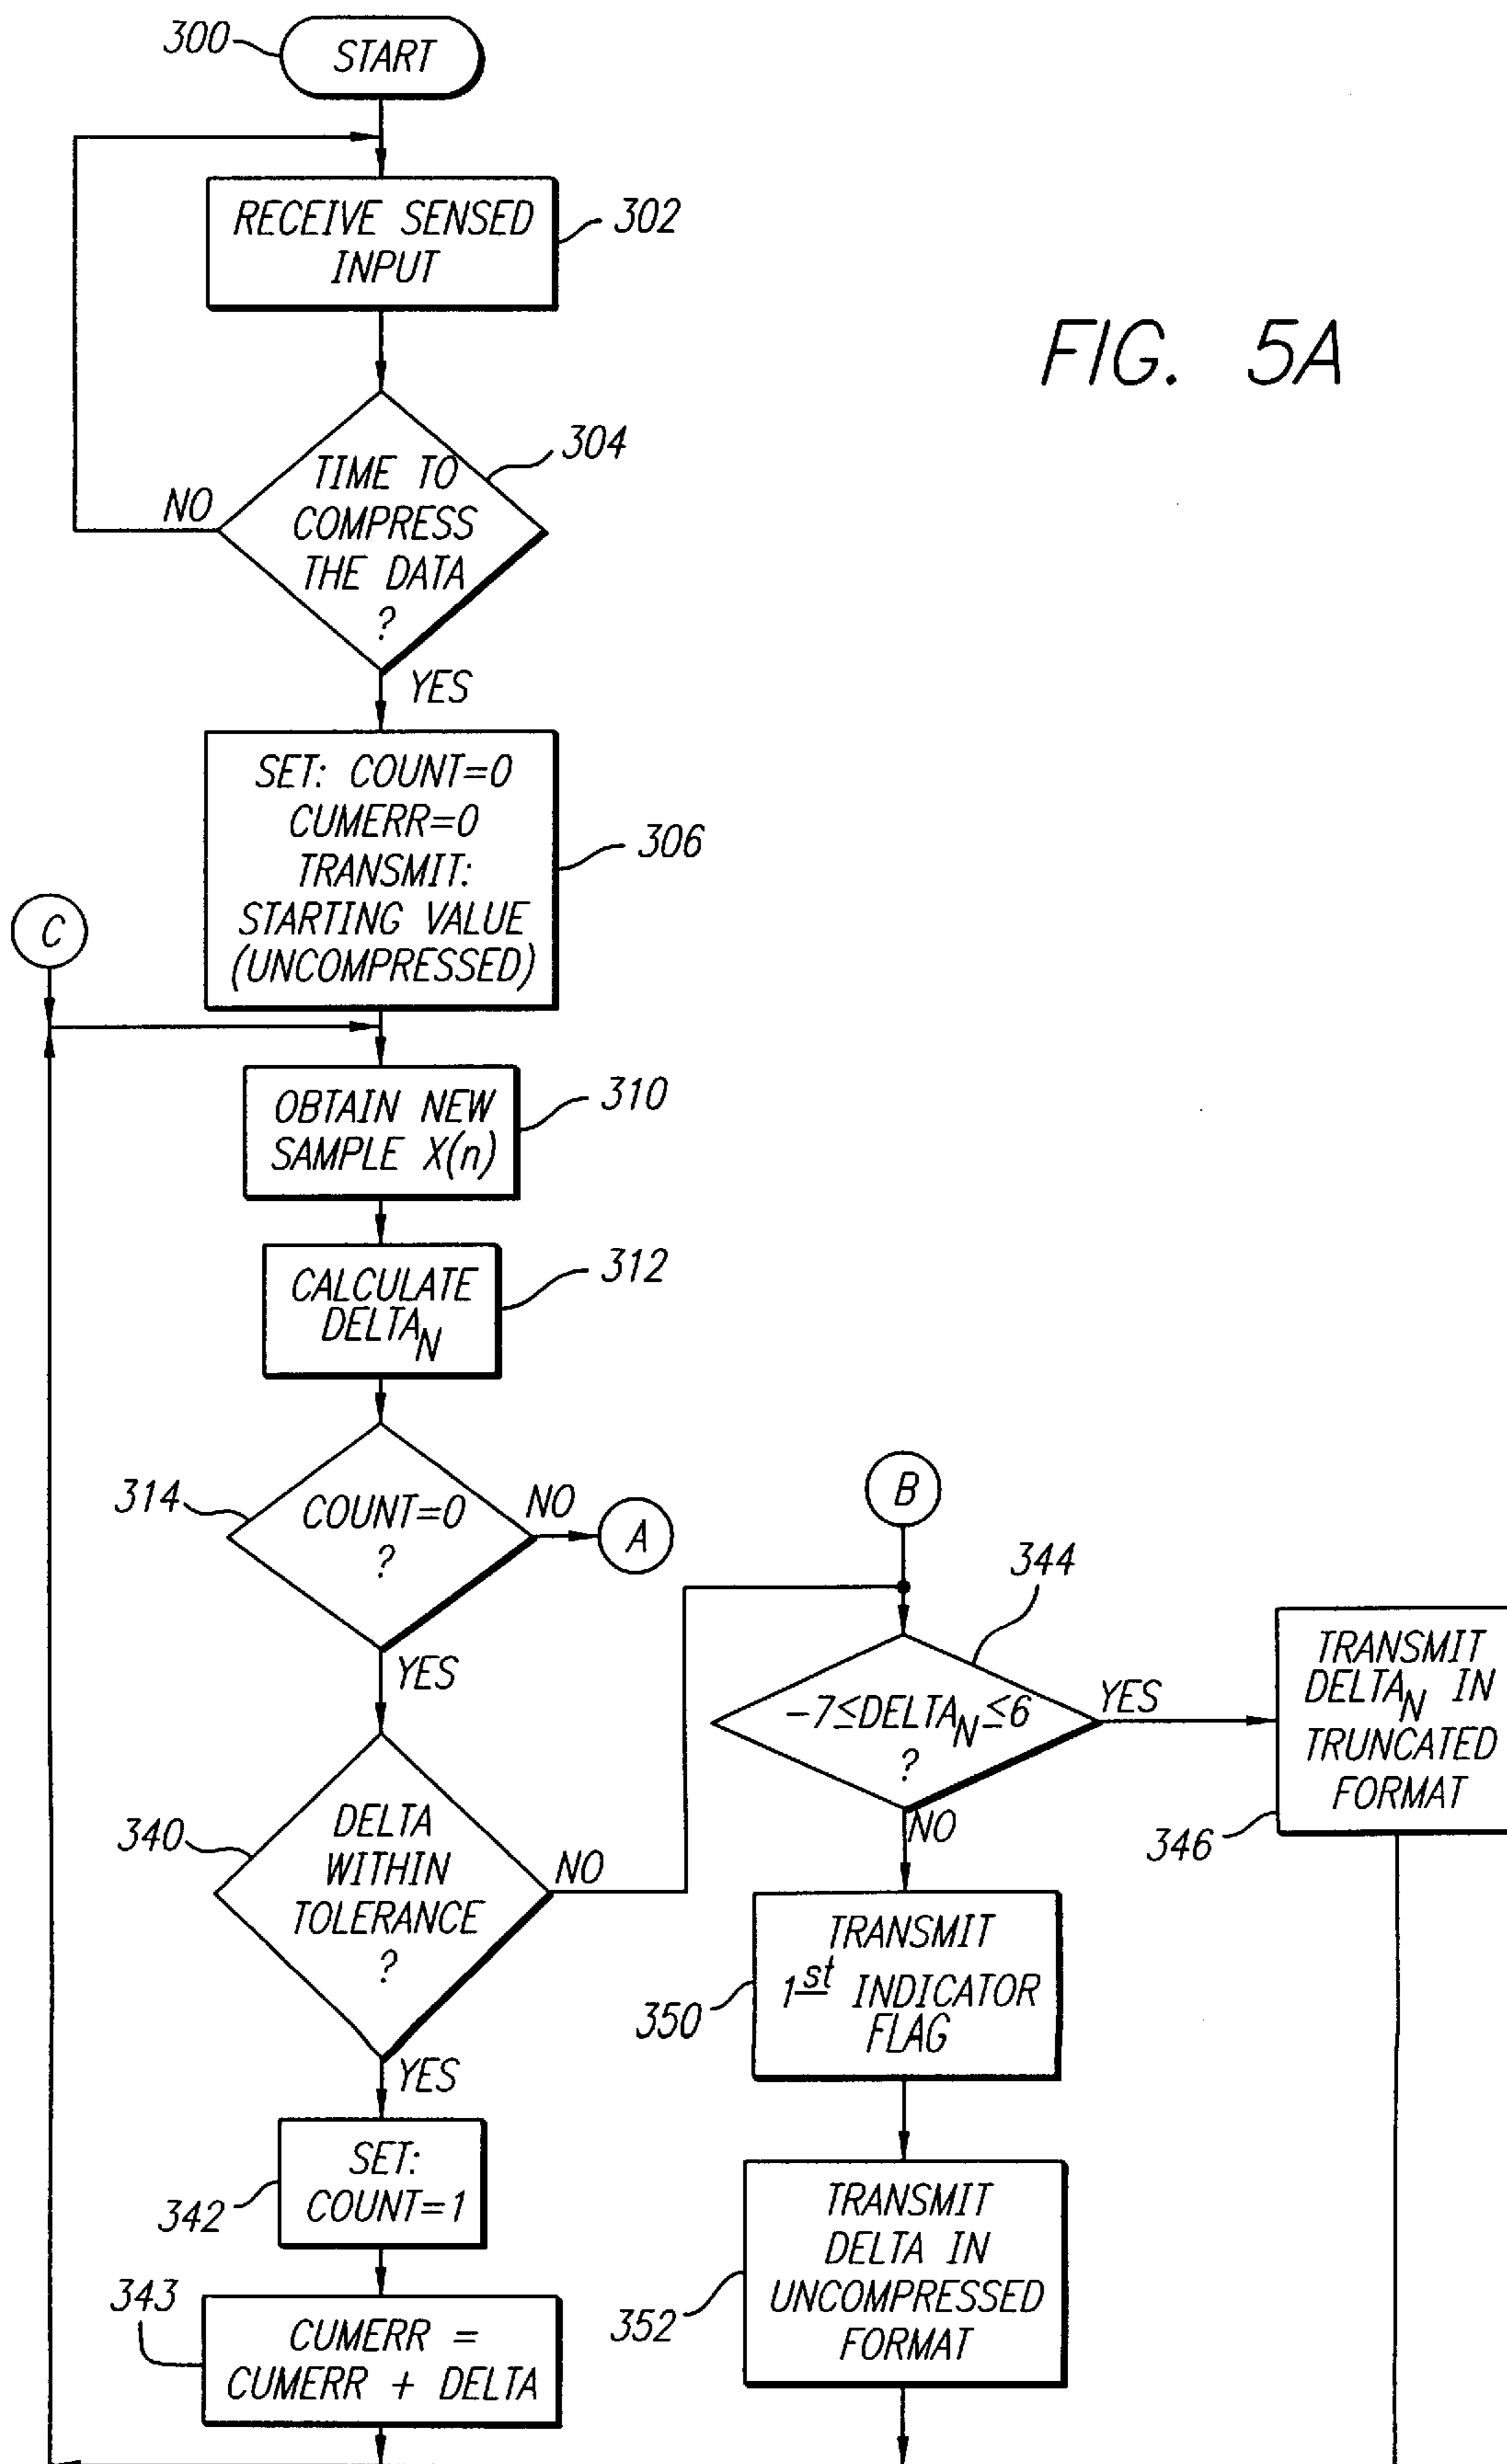 300
START
RECEIVE SENSED
INPUT
302
FIG. 5A
304
TIME TO
COMPRESS
THE DATA
?
NO
YES
SET: COUNT=0
CUMERR=0
TRANSMIT:
STARTING VALUE
(UNCOMPRESSED)
306
C
OBTAIN NEW
SAMPLE X(n)
310
CALCULATE
DELTAN
312
314
COUNT=0
?
NO
A
YES
B
344
-7≤DELTAN≤6
?
YES
NO
TRANSMIT
DELTAN IN
TRUNCATED
FORMAT
346
340
DELTA
WITHIN
TOLERANCE
?
NO
YES
TRANSMIT
1st INDICATOR
FLAG
350
SET:
COUNT=1
342
TRANSMIT
DELTA IN
UNCOMPRESSED
FORMAT
352
343
CUMERR =
CUMERR + DELTA